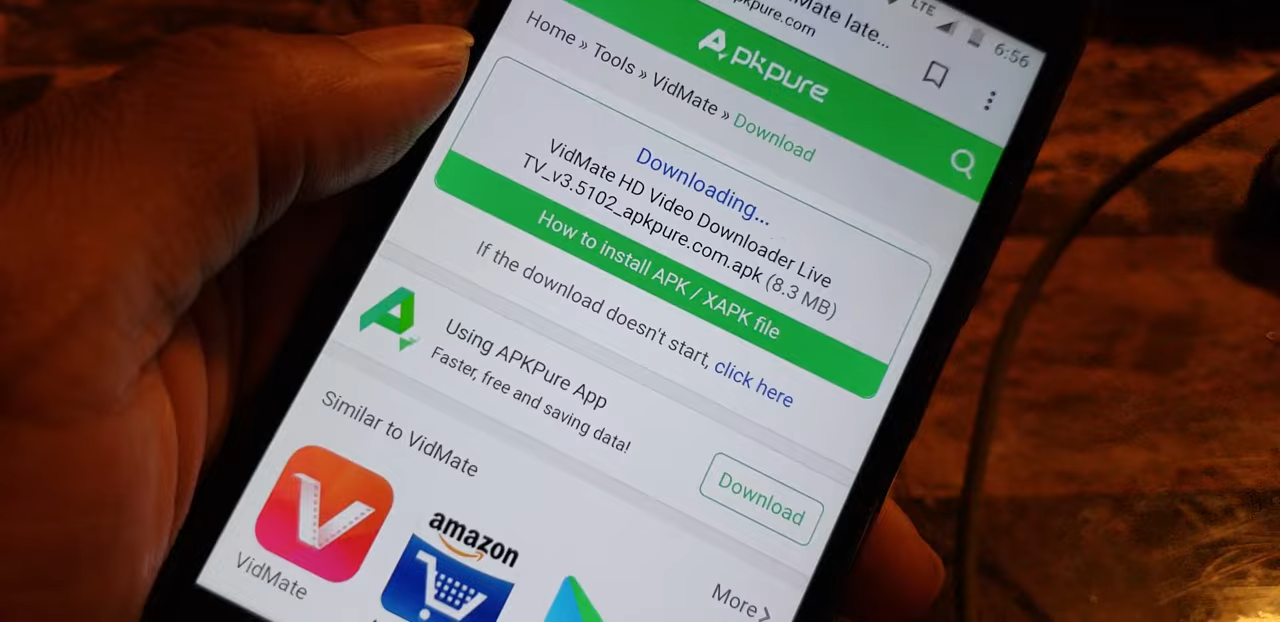 Mate late...
pkpure.com
LTE
6:56
Apkpure
Home » Tools » VidMate » Download
Downloading...
VidMate HD Video Downloader Live
TV_v3.5102_apkpure.com.apk (8.3 MB)
How to install APK / XAPK file
If the download doesn't start, click here
Using APKPure App
Faster, free and saving data!
Download
Similar to VidMate
More
VidMate
amazon